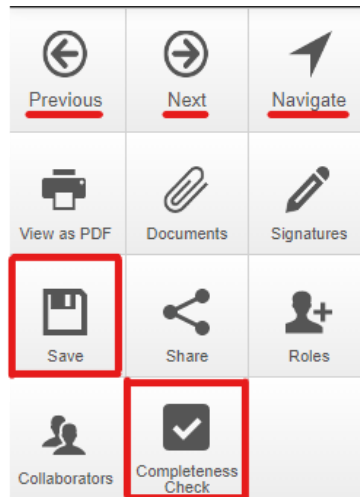 Previous
Next
Navigate
View as PDF
Documents
Signatures
Save
Share
Roles
Collaborators
Completeness
Check